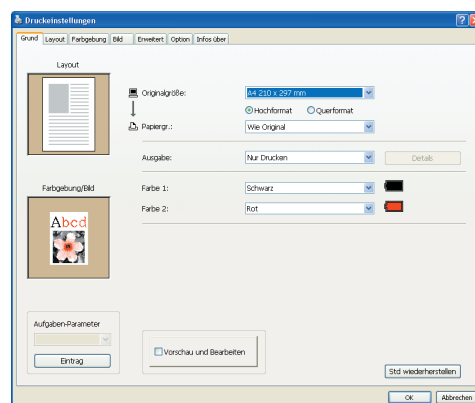 Druckeinstellungen
Grund Layout Farbgebung Bild Erweitert Option Infos über
Layout
Originalgröße: A4 210 x 297 mm
Hochformat Querformat
Papiergr.: Wie Original
Ausgabe: Nur Drucken Details
Farbgebung/Bild
Farbe 1: Schwarz
Farbe 2: Rot
Abcd
Aufgaben-Parameter
Vorschau und Bearbeiten
Eintrag
Std wiederherstellen
OK Abbrechen